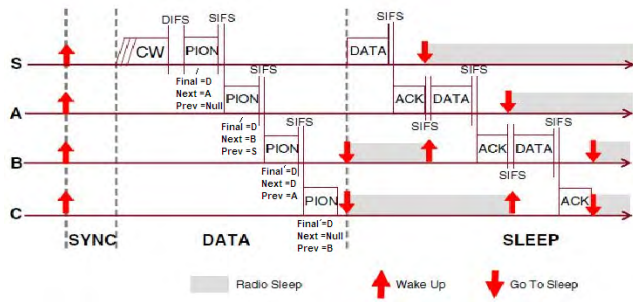 DIFS SIFS SIFS
S CW PION DATA
Final´=D
Next =A
Prev =Null
SIFS SIFS
A PION ACK DATA
Final´=D
Next =B
Prev =S
SIFS SIFS SIFS
B PION ACK DATA
Final´=D
Next =D
Prev =A
SIFS
C PION ACK
Final´=D
Next =Null
Prev =B
SYNC DATA SLEEP
Radio Sleep Wake Up Go To Sleep